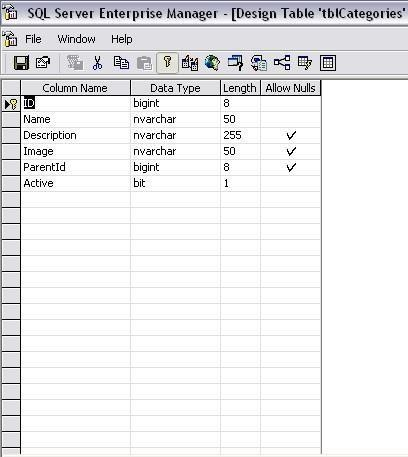 SQL Server Enterprise Manager - [Design Table 'tblCategories'
File Window Help
Column Name Data Type Length Allow Nulls
ID bigint 8
Name nvarchar 50
Description nvarchar 255
Image nvarchar 50
ParentId bigint 8
Active bit 1